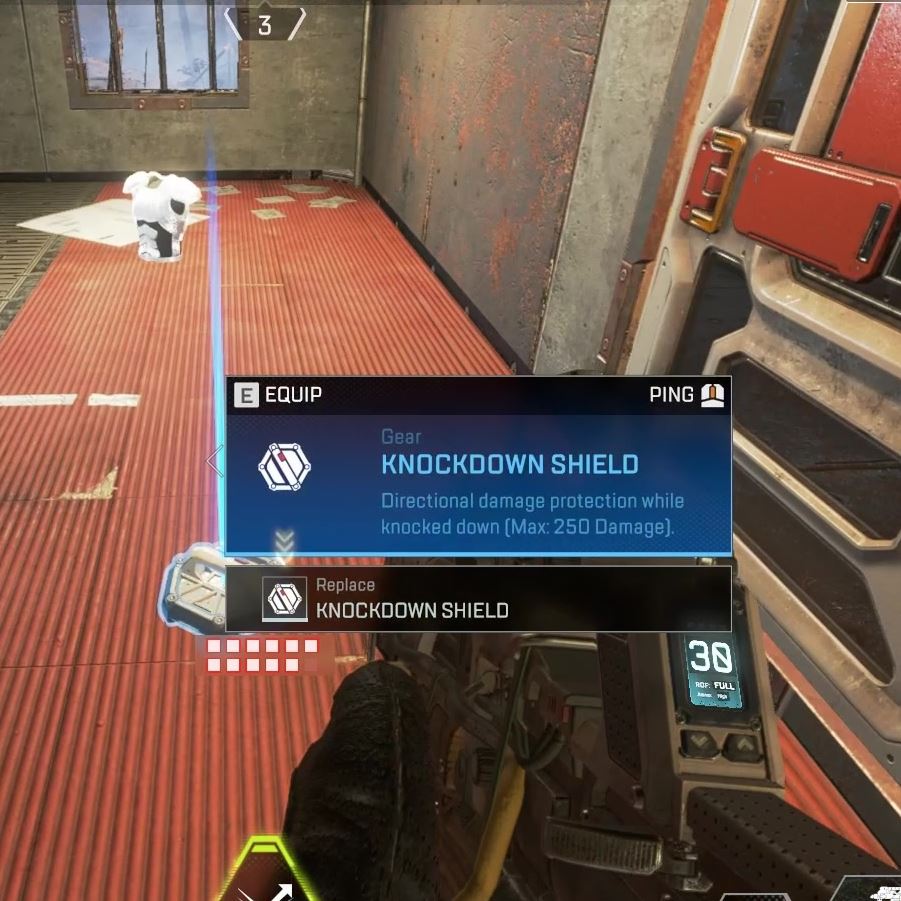 3
E EQUIP
PING
Gear
KNOCKDOWN SHIELD
Directional damage protection while
knocked down (Max: 250 Damage).
Replace
KNOCKDOWN SHIELD
30
ROF: FULL